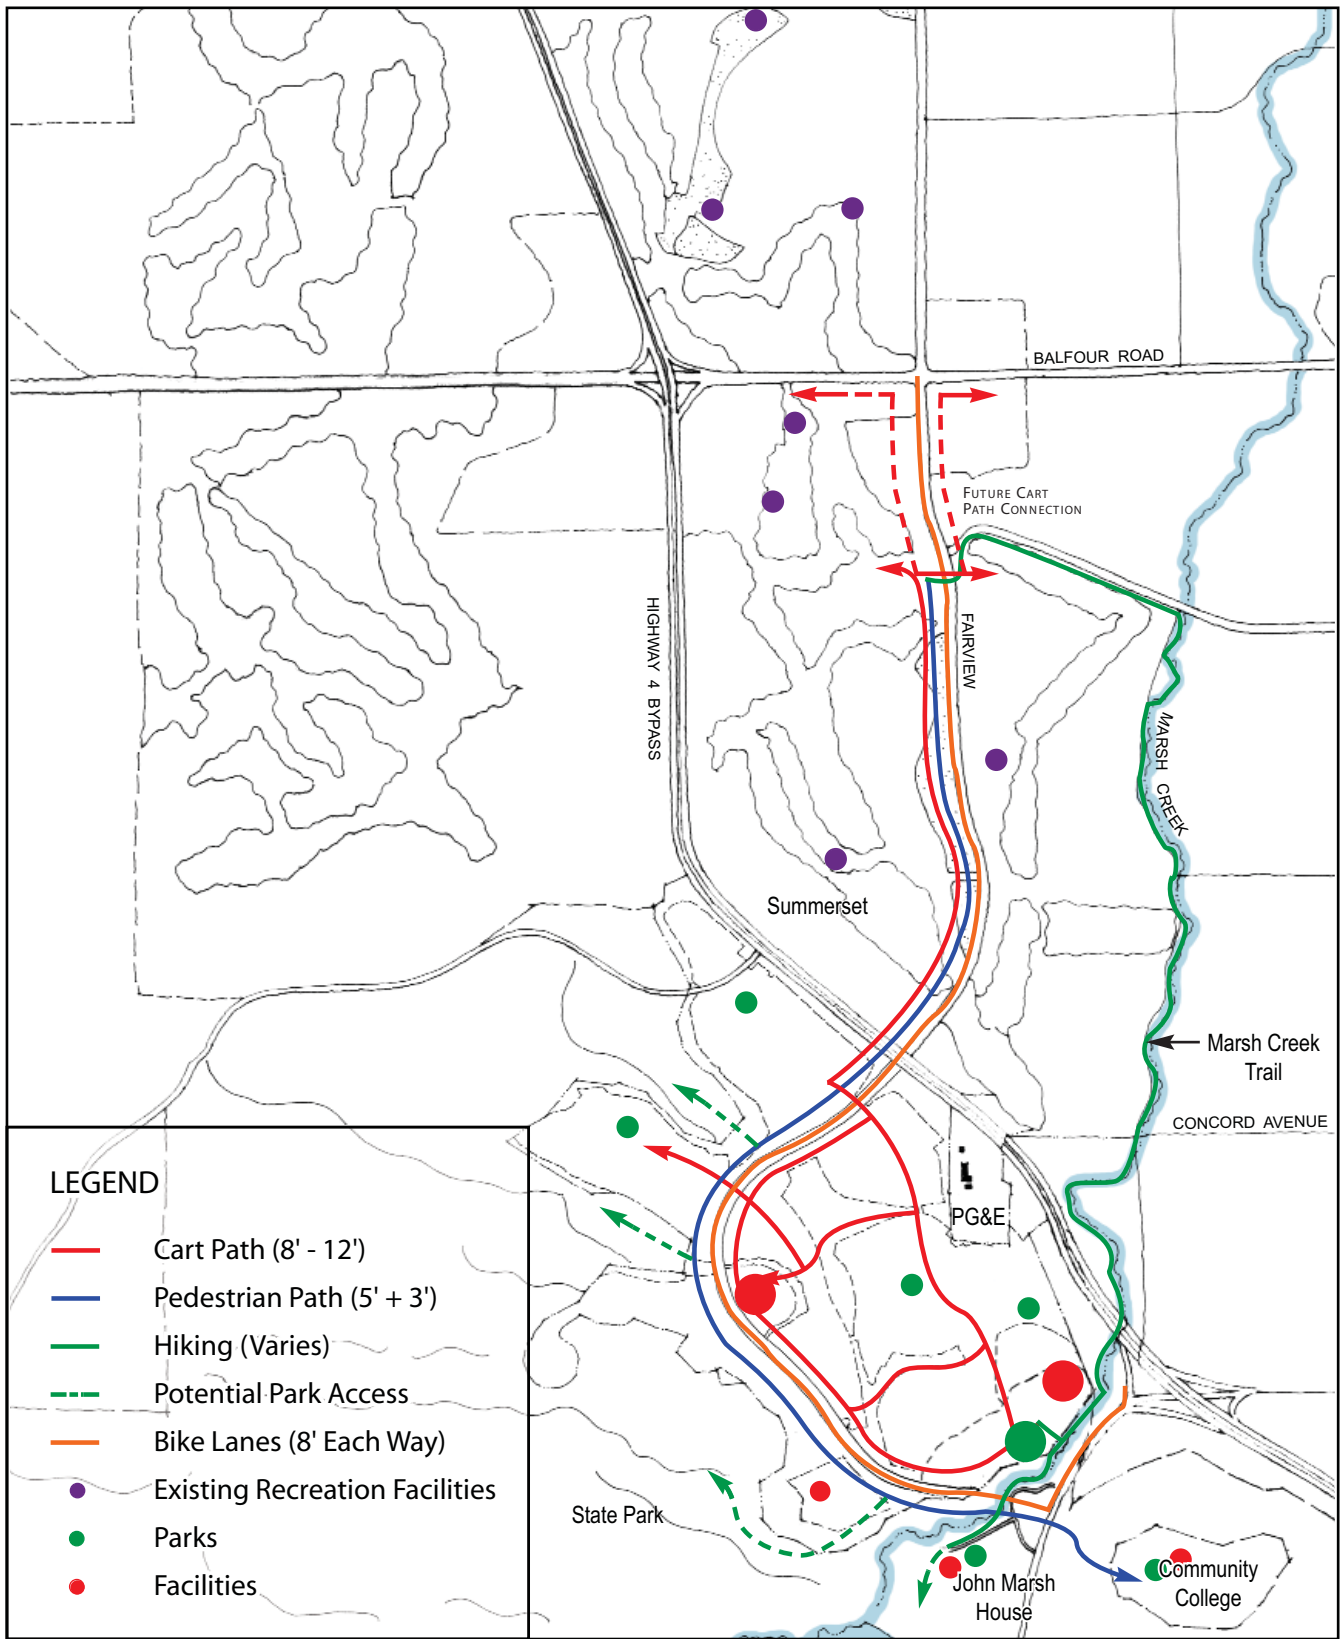 BALFOUR ROAD
FUTURE CART
PATH CONNECTION
HIGHWAY 4 BYPASS
FAIRVIEW
MARSH CREEK
Summerset
Marsh Creek
Trail
CONCORD AVENUE
PG&E
LEGEND
Cart Path (8' - 12')
Pedestrian Path (5' + 3')
Hiking (Varies)
Potential Park Access
Bike Lanes (8' Each Way)
Existing Recreation Facilities
Parks
Facilities
State Park
John Marsh
House
Community
College